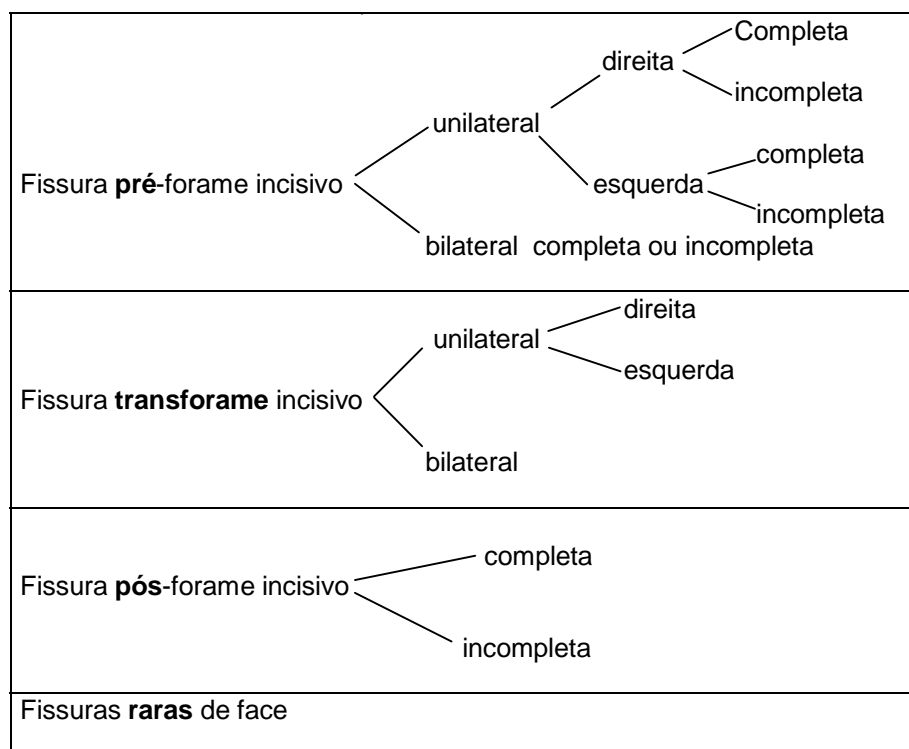 Completa
direita
incompleta
unilateral
completa
Fissura pré-forame incisivo
esquerda
incompleta
bilateral completa ou incompleta
direita
unilateral
esquerda
Fissura transforame incisivo
bilateral
completa
Fissura pós-forame incisivo
incompleta
Fissuras raras de face